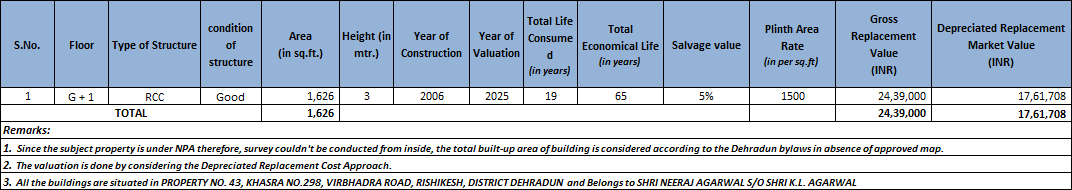 S.No. Floor Type of Structure condition of structure Area (in sq.ft.) Height (in mtr.) Year of Construction Year of Valuation Total Life Consumed (in years) Total Economical Life (in years) Salvage value Plinth Area Rate (in per sq.ft) Gross Replacement Value (INR) Depreciated Replacement Market Value (INR)
1 G + 1 RCC Good 1,626 3 2006 2025 19 65 5% 1500 24,39,000 17,61,708
TOTAL 1,626 24,39,000 17,61,708
Remarks:
1. Since the subject property is under NPA therefore, survey couldn't be conducted from inside, the total built-up area of building is considered according to the Dehradun bylaws in absence of approved map.
2. The valuation is done by considering the Depreciated Replacement Cost Approach.
3. All the buildings are situated in PROPERTY NO. 43, KHASRA NO.298, VIRBHADRA ROAD, RISHIKESH, DISTRICT DEHRADUN and Belongs to SHRI NEERAJ AGARWAL S/O SHRI K.L. AGARWAL